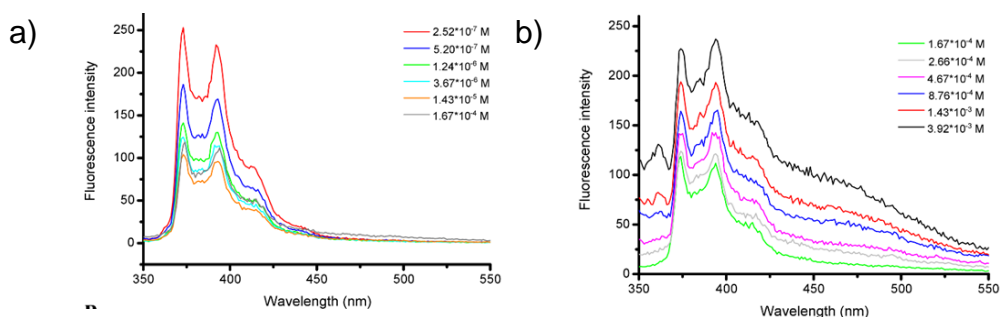 a)
Fluorescence intensity
250
200
150
100
50
0
350
400
450
500
550
Wavelength (nm)
2.52*10⁻⁷ M
5.20*10⁻⁷ M
1.24*10⁻⁶ M
3.67*10⁻⁶ M
1.43*10⁻⁵ M
1.67*10⁻⁴ M
b)
Fluorescence intensity
250
200
150
100
50
0
350
400
450
500
550
Wavelength (nm)
1.67*10⁻⁴ M
2.66*10⁻⁴ M
4.67*10⁻⁴ M
8.76*10⁻⁴ M
1.43*10⁻³ M
3.92*10⁻³ M